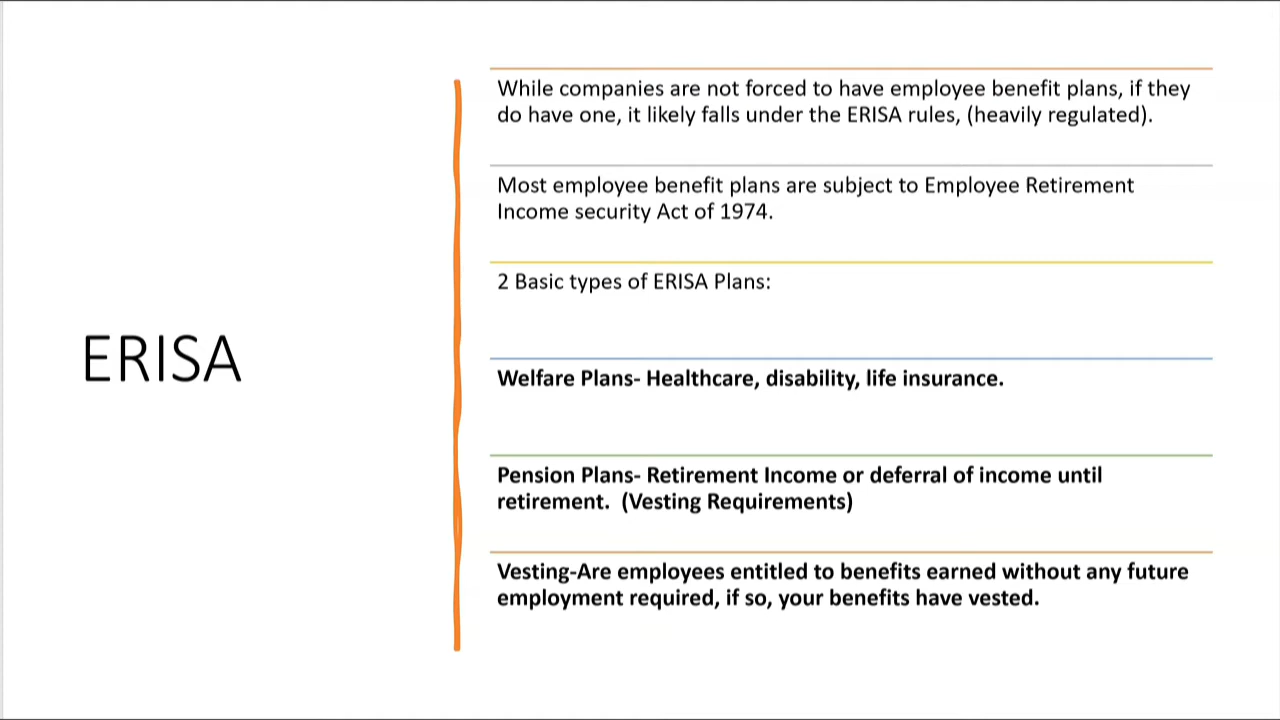 ERISA
While companies are not forced to have employee benefit plans, if they
do have one, it likely falls under the ERISA rules, (heavily regulated).
Most employee benefit plans are subject to Employee Retirement
Income security Act of 1974.
2 Basic types of ERISA Plans:
Welfare Plans- Healthcare, disability, life insurance.
Pension Plans- Retirement Income or deferral of income until
retirement.  (Vesting Requirements)
Vesting-Are employees entitled to benefits earned without any future
employment required, if so, your benefits have vested.